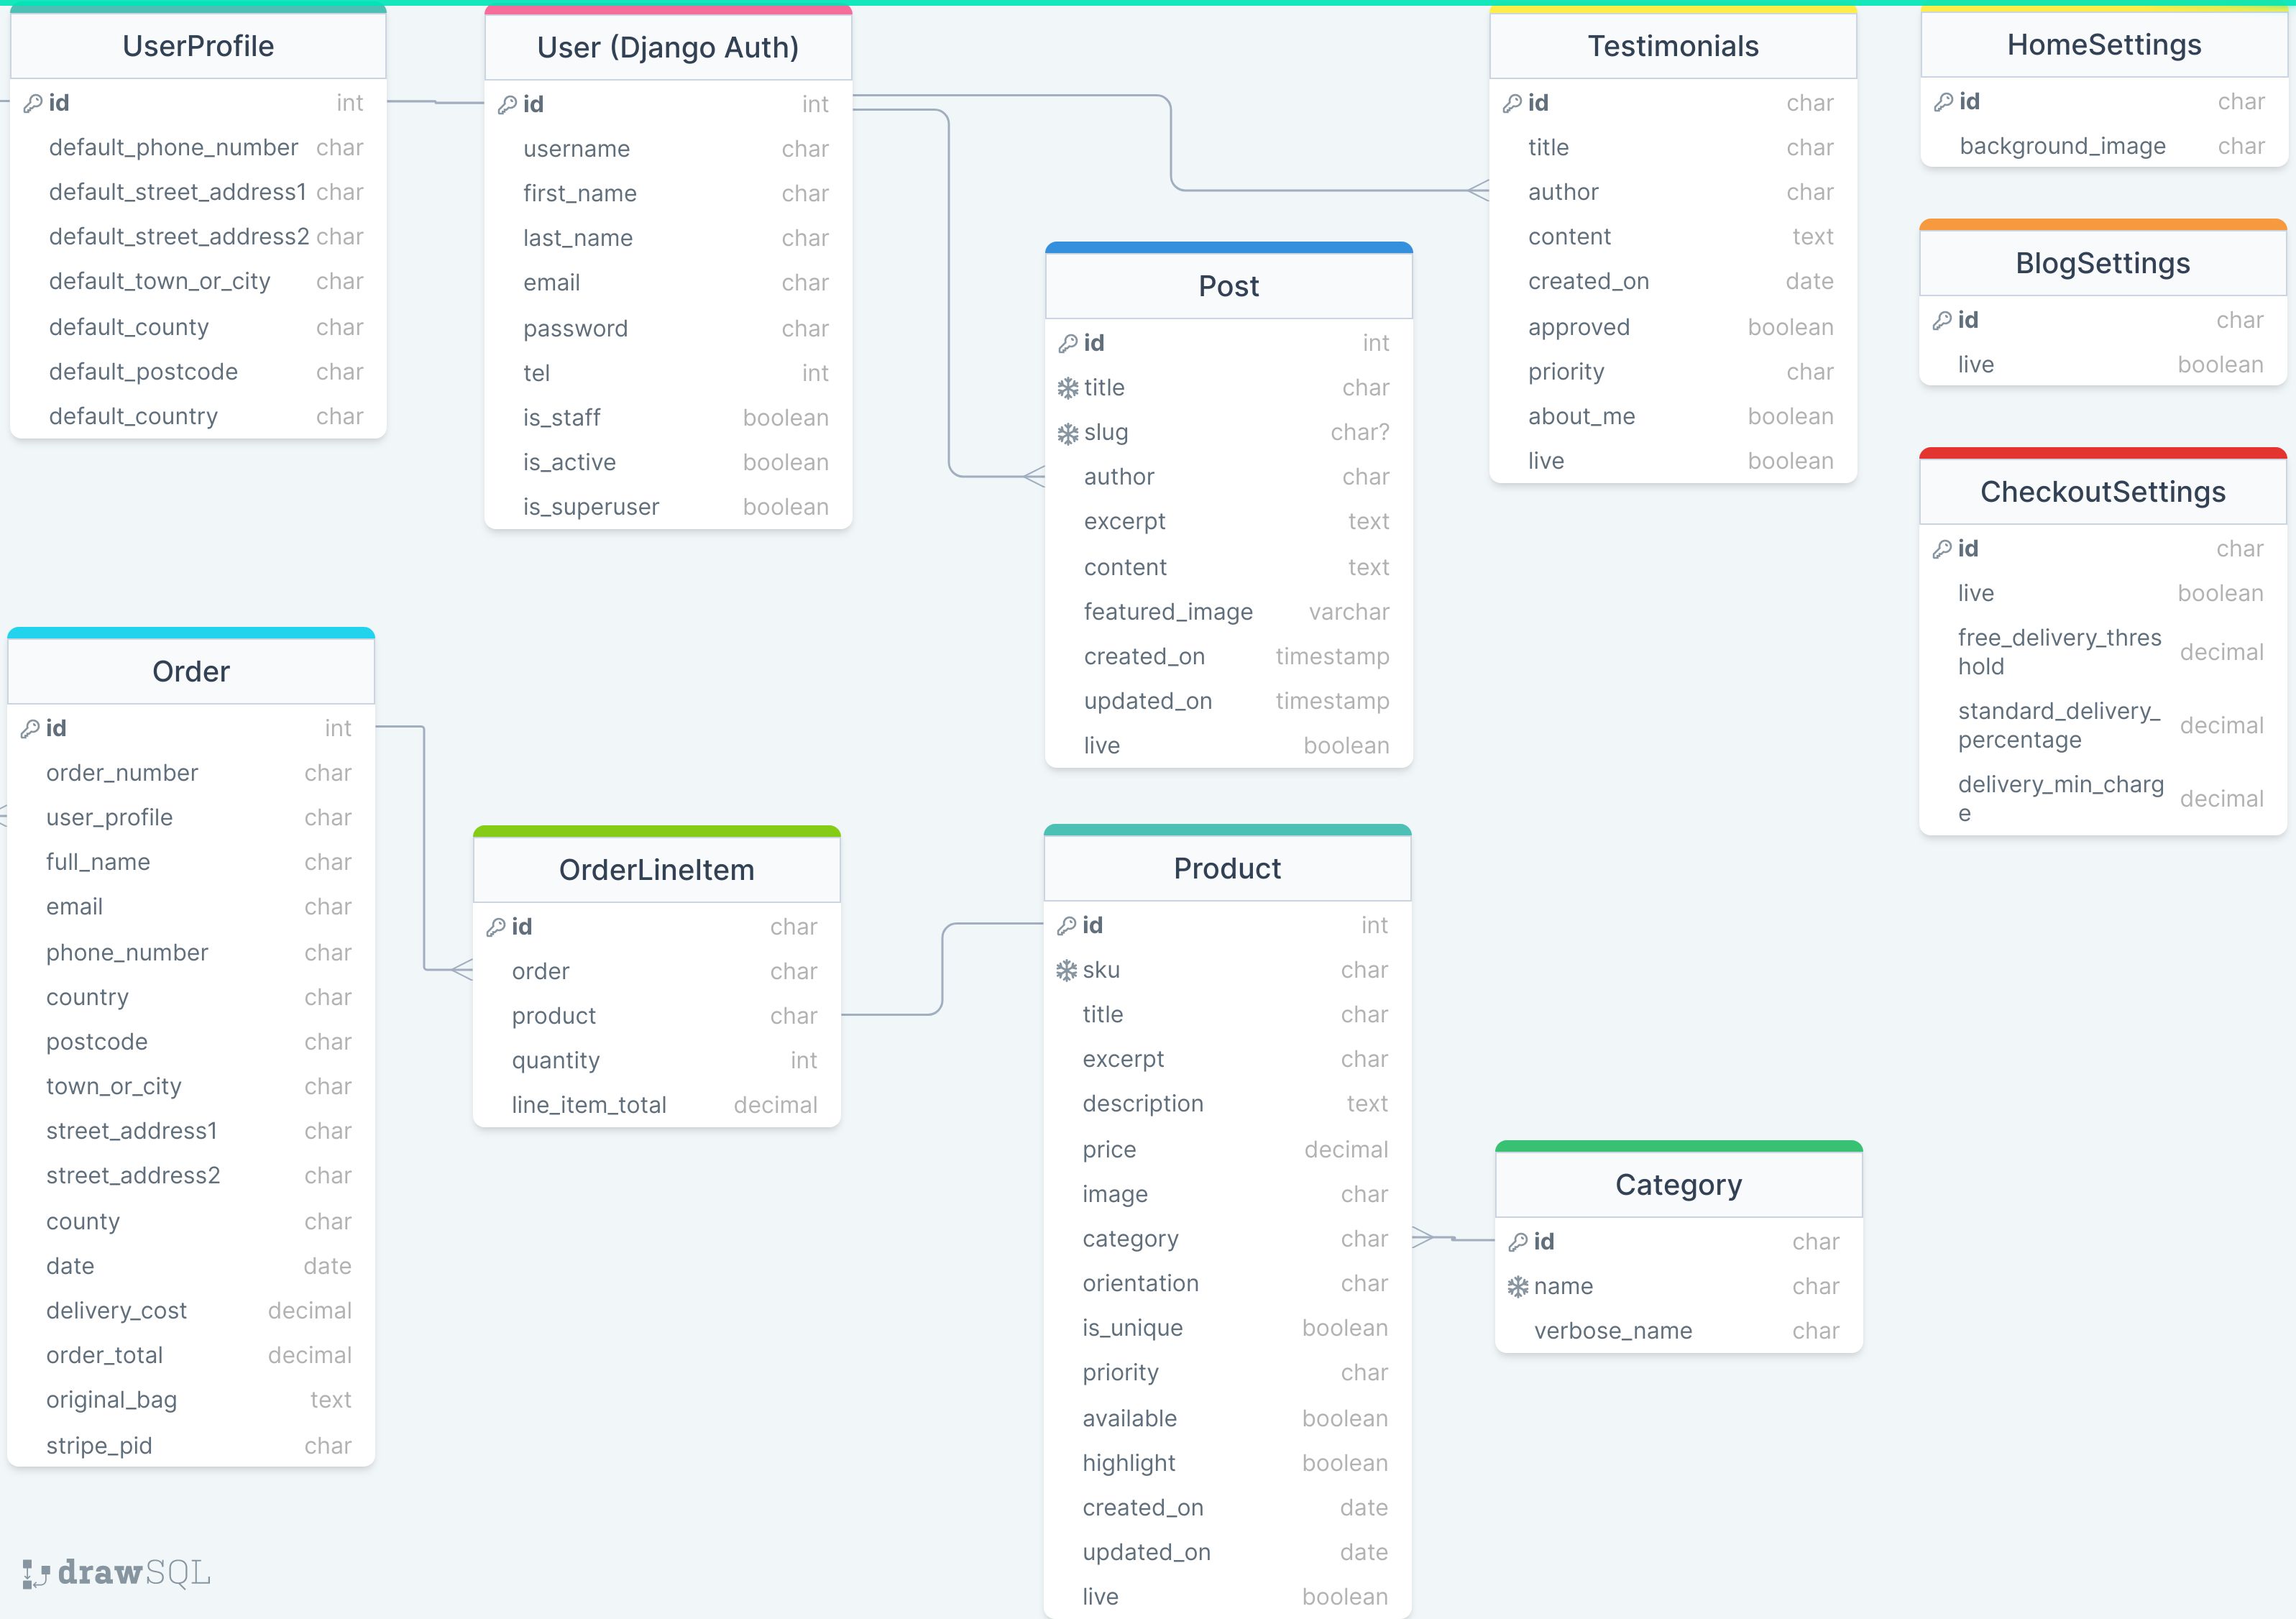 UserProfile
id int
default_phone_number char
default_street_address1 char
default_street_address2 char
default_town_or_city char
default_county char
default_postcode char
default_country char
User (Django Auth)
id int
username char
first_name char
last_name char
email char
password char
tel int
is_staff boolean
is_active boolean
is_superuser boolean
Testimonials
id char
title char
author char
content text
created_on date
approved boolean
priority char
about_me boolean
live boolean
HomeSettings
id char
background_image char
BlogSettings
id char
live boolean
Post
id int
title char
slug char?
author char
excerpt text
content text
featured_image varchar
created_on timestamp
updated_on timestamp
live boolean
CheckoutSettings
id char
live boolean
free_delivery_thres
hold decimal
standard_delivery_
percentage decimal
delivery_min_charg
e decimal
Order
id int
order_number char
user_profile char
full_name char
email char
phone_number char
country char
postcode char
town_or_city char
street_address1 char
street_address2 char
county char
date date
delivery_cost decimal
order_total decimal
original_bag text
stripe_pid char
OrderLineItem
id char
order char
product char
quantity int
line_item_total decimal
Product
id int
sku char
title char
excerpt char
description text
price decimal
image char
category char
orientation char
is_unique boolean
priority char
available boolean
highlight boolean
created_on date
updated_on date
live boolean
Category
id char
name char
verbose_name char
drawSQL